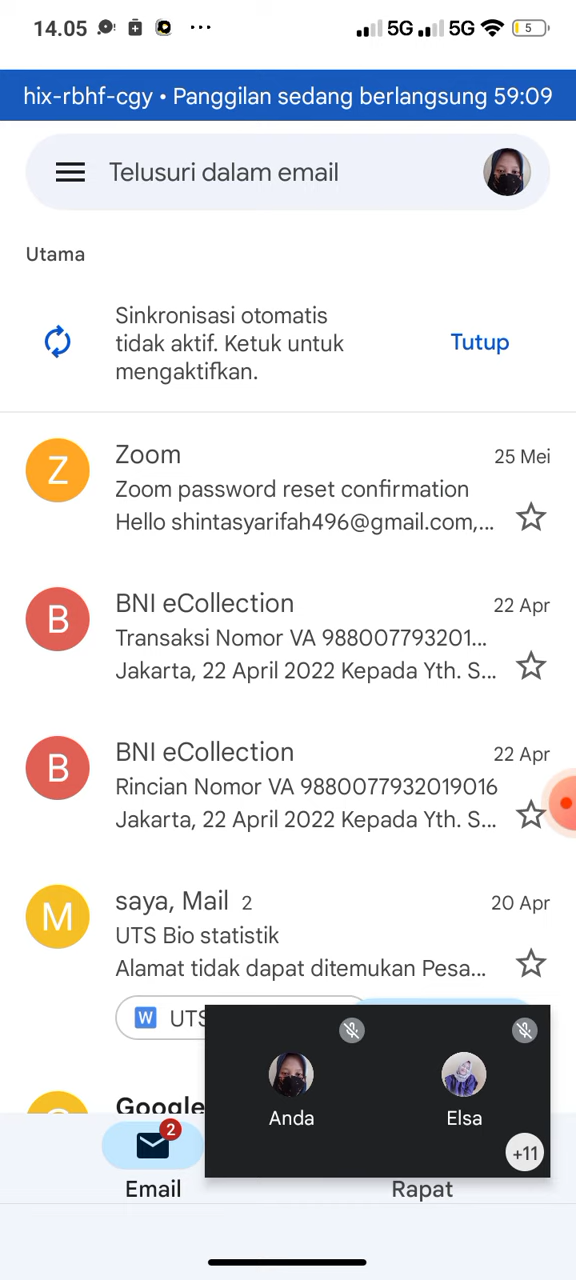 14.05
5G
5G
5
hix-rbhf-cgy • Panggilan sedang berlangsung 59:09
Telusuri dalam email
Utama
Sinkronisasi otomatis
tidak aktif. Ketuk untuk
mengaktifkan.
Tutup
Z
Zoom
25 Mei
Zoom password reset confirmation
Hello shintasyarifah496@gmail.com,...
B
BNI eCollection
22 Apr
Transaksi Nomor VA 988007793201...
Jakarta, 22 April 2022 Kepada Yth. S...
B
BNI eCollection
22 Apr
Rincian Nomor VA 9880077932019016
Jakarta, 22 April 2022 Kepada Yth. S...
M
saya, Mail 2
20 Apr
UTS Bio statistik
Alamat tidak dapat ditemukan Pesa...
W UTS
Google
Anda
Elsa
+11
2
Email
Rapat